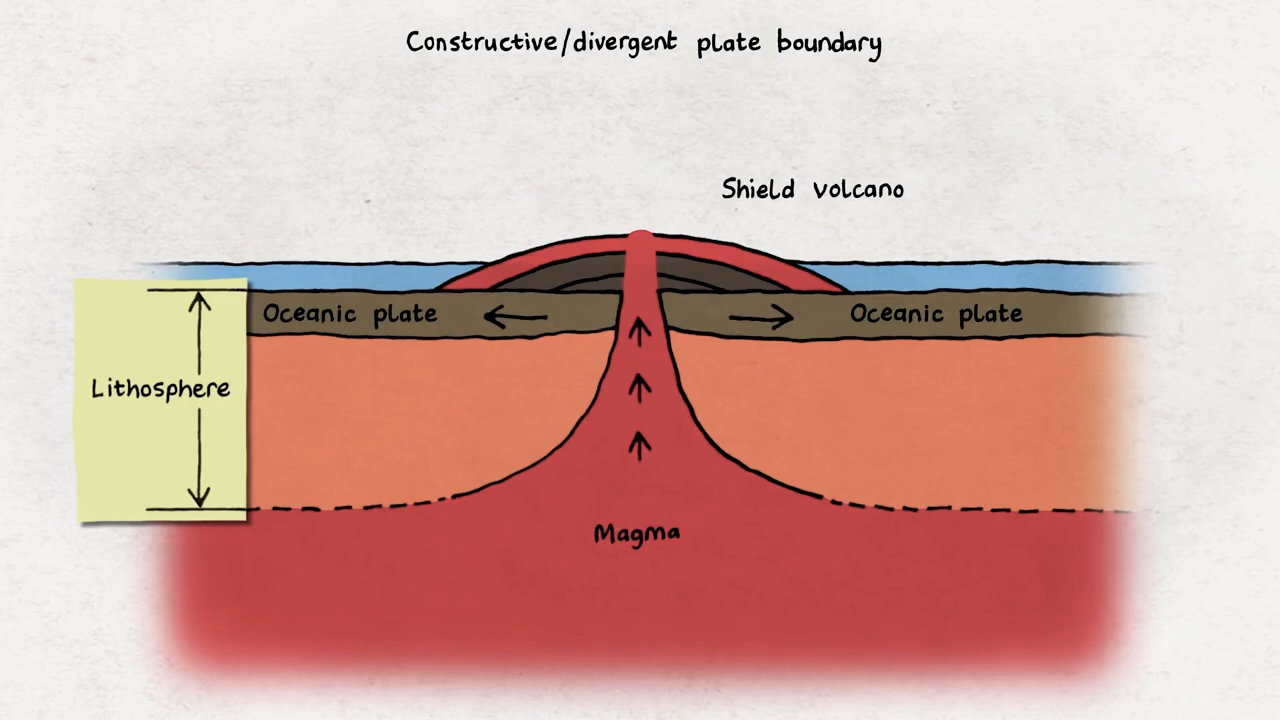 Constructive/divergent plate boundary
Shield volcano
Oceanic plate
Oceanic plate
Lithosphere
Magma